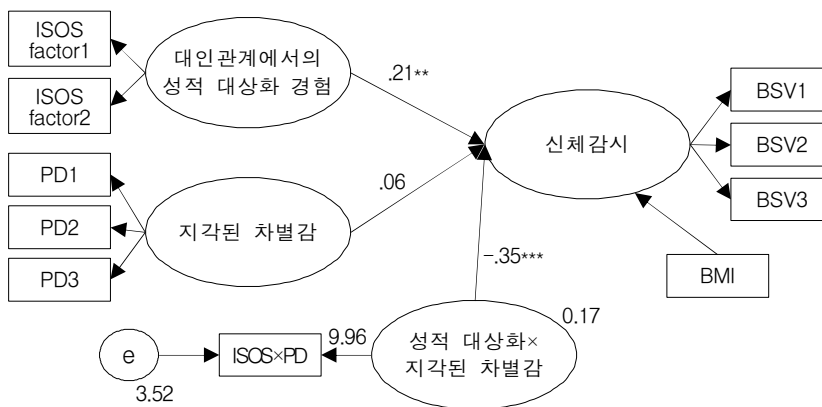 ISOS
factor1
ISOS
factor2
대인관계에서의
성적 대상화 경험
.21**
신체감시
BSV1
BSV2
BSV3
PD1
PD2
PD3
지각된 차별감
.06
-.35***
BMI
e
3.52
ISOS×PD
9.96
성적 대상화×
지각된 차별감
0.17